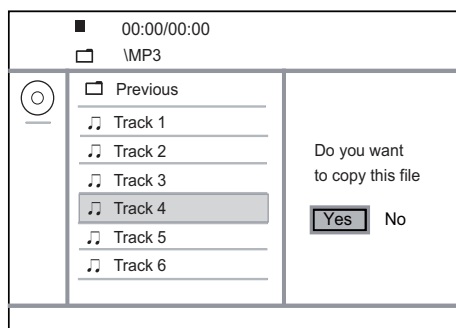 00:00/00:00
\MP3
Previous
Track 1
Track 2
Track 3
Track 4
Track 5
Track 6
Do you want
to copy this file
Yes No